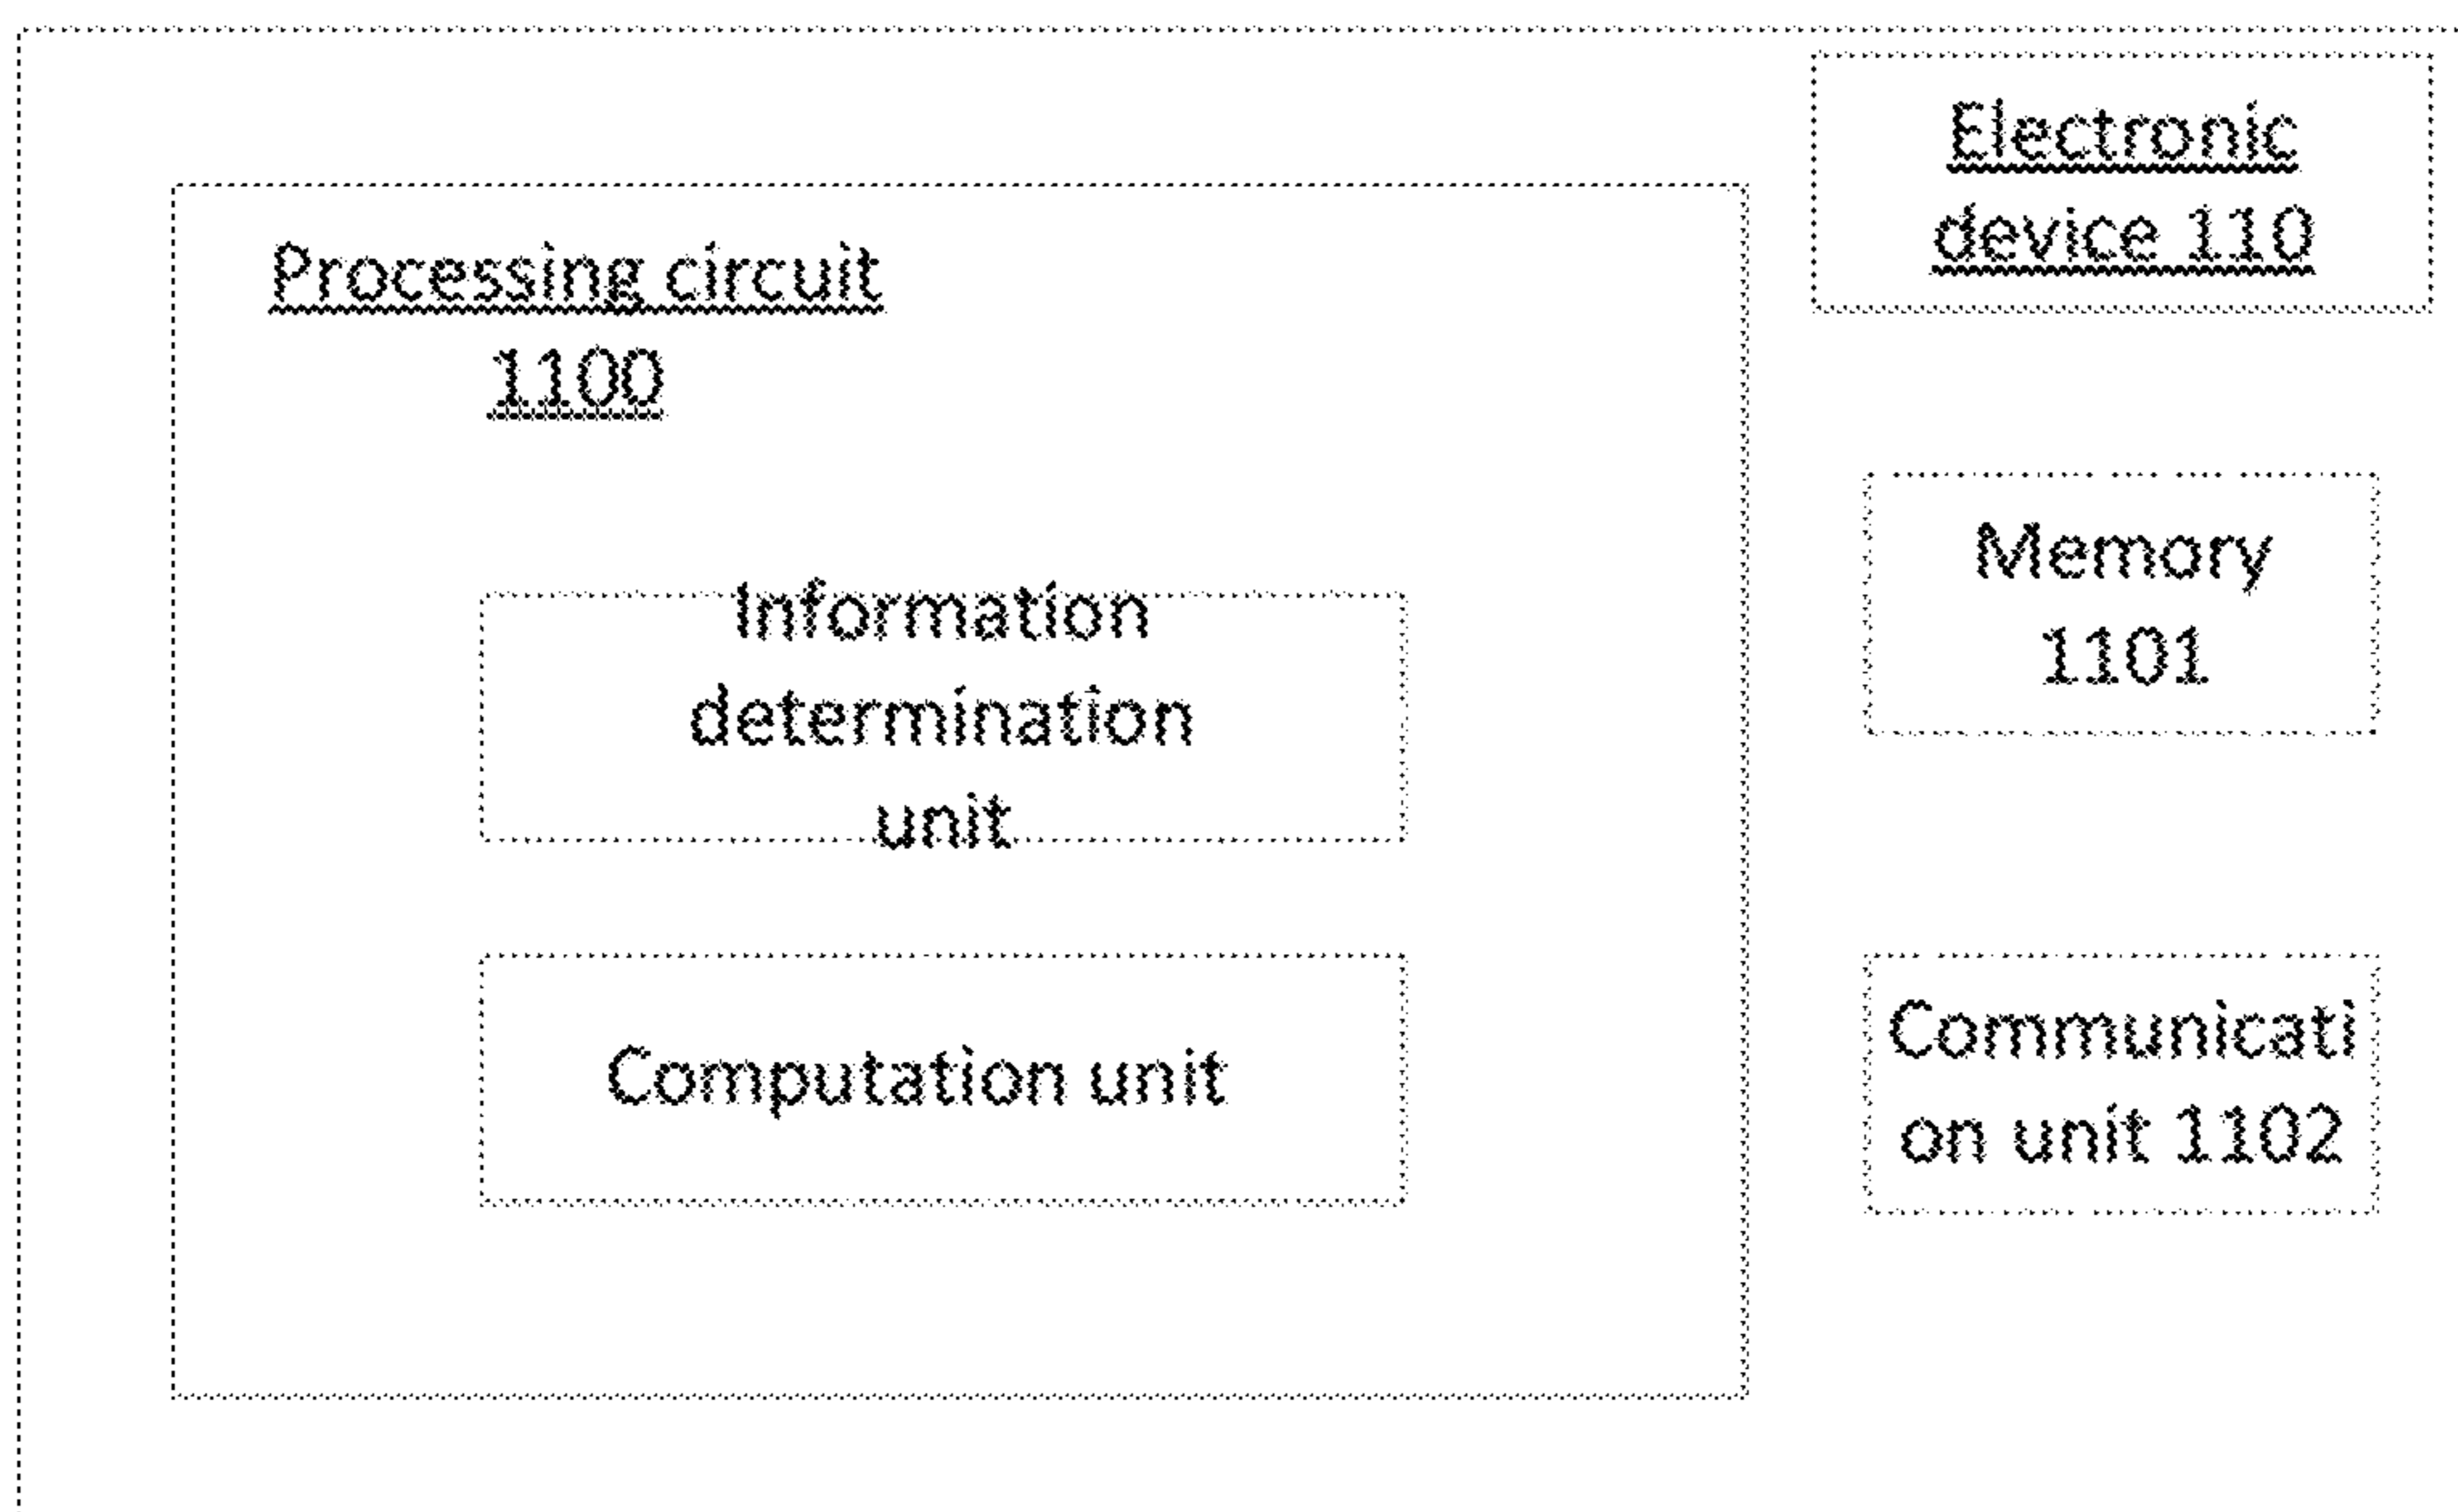 Electronic
device 110
Processing circuit
1100
Information
determination
unit
Computation unit
Memory
1101
Communicati
on unit 1102